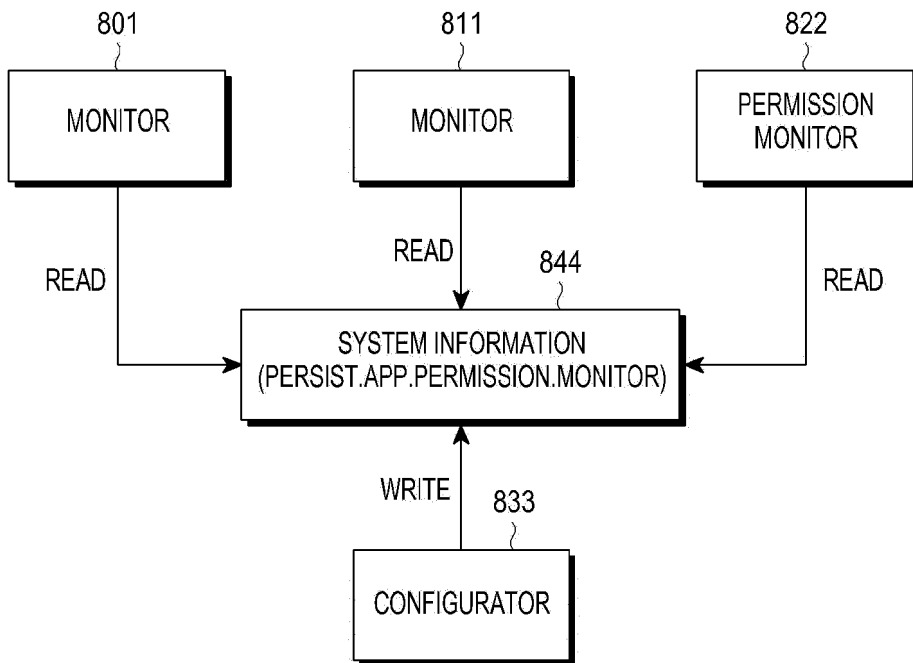 801
811
822
MONITOR
MONITOR
PERMISSION
MONITOR
READ
READ
READ
844
SYSTEM INFORMATION
(PERSIST.APP.PERMISSION.MONITOR)
WRITE
833
CONFIGURATOR